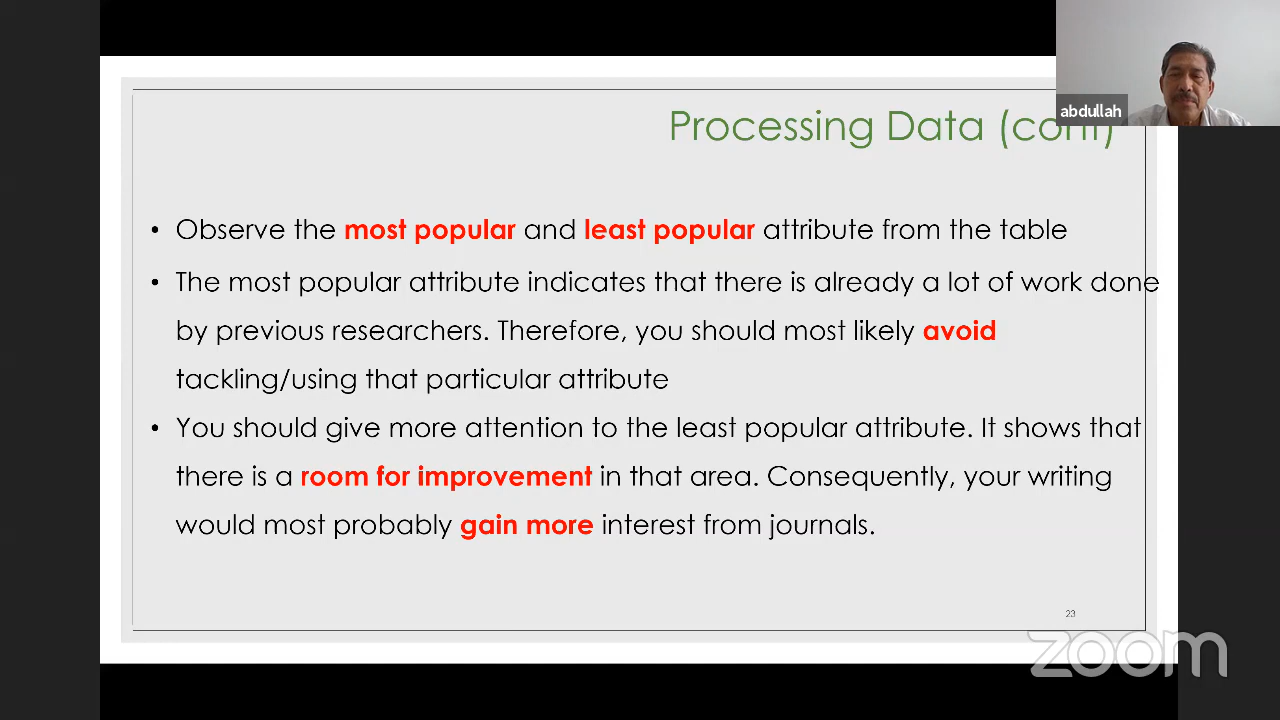 abdullah
Processing Data (cont)
• Observe the most popular and least popular attribute from the table
• The most popular attribute indicates that there is already a lot of work done
by previous researchers. Therefore, you should most likely avoid
tackling/using that particular attribute
• You should give more attention to the least popular attribute. It shows that
there is a room for improvement in that area. Consequently, your writing
would most probably gain more interest from journals.
23
zoom